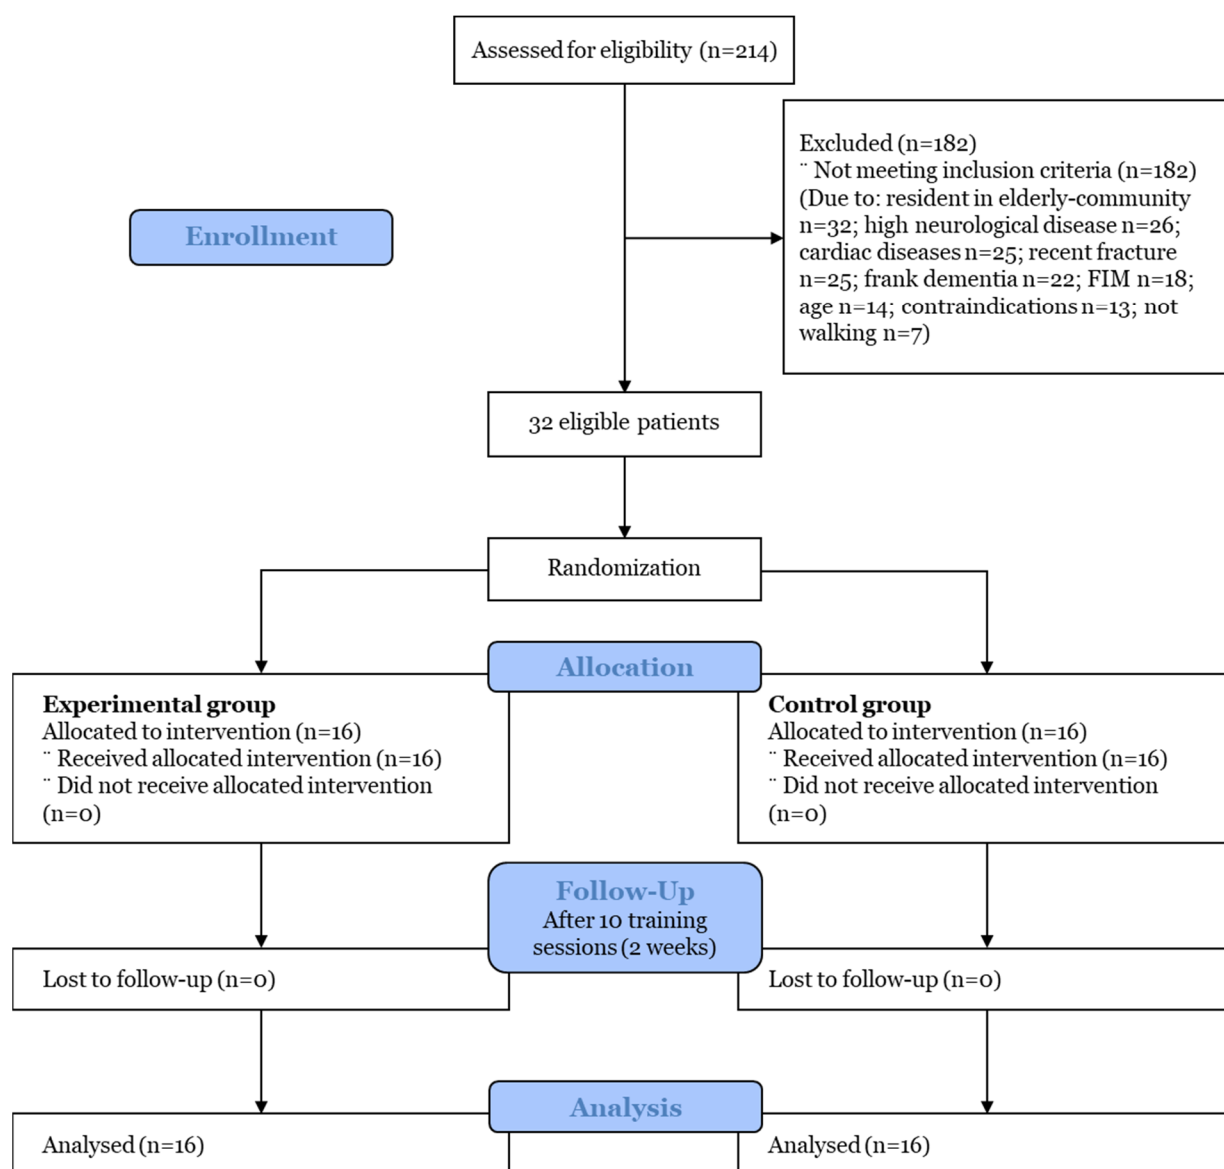 Assessed for eligibility (n=214)
Excluded (n=182)
¨ Not meeting inclusion criteria (n=182)
(Due to: resident in elderly-community
n=32; high neurological disease n=26;
cardiac diseases n=25; recent fracture
n=25; frank dementia n=22; FIM n=18;
age n=14; contraindications n=13; not
walking n=7)
Enrollment
32 eligible patients
Randomization
Allocation
Experimental group
Allocated to intervention (n=16)
¨ Received allocated intervention (n=16)
¨ Did not receive allocated intervention
(n=0)
Control group
Allocated to intervention (n=16)
¨ Received allocated intervention (n=16)
¨ Did not receive allocated intervention
(n=0)
Follow-Up
After 10 training
sessions (2 weeks)
Lost to follow-up (n=0)
Lost to follow-up (n=0)
Analysis
Analysed (n=16)
Analysed (n=16)